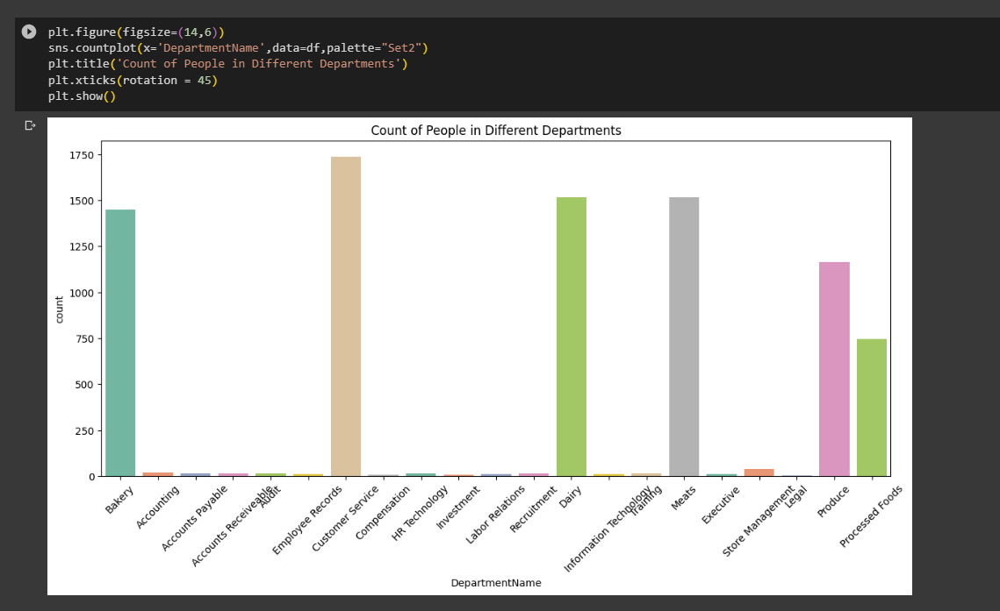 plt.figure(figsize=(14,6))
sns.countplot(x='DepartmentName',data=df,palette="Set2")
plt.title('Count of People in Different Departments')
plt.xticks(rotation = 45)
plt.show()
Count of People in Different Departments
1750
1500
1250
1000
750
500
250
0
count
Bakery
Accounting
Accounts Payable
Accounts Receiveable
Audit
Employee Records
Customer Service
Compensation
HR Technology
Investment
Labor Relations
Recruitment
Dairy
Information Technology
Training
Meats
Executive
Store Management
Legal
Produce
Processed Foods
DepartmentName